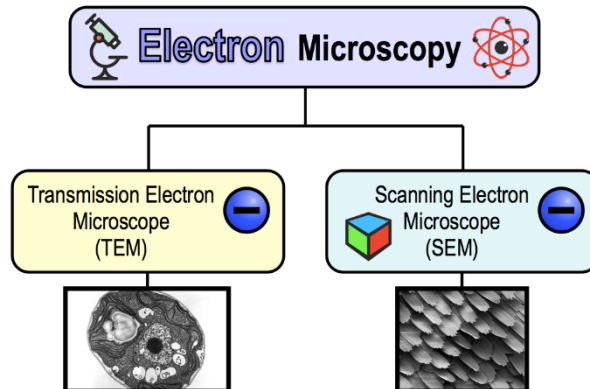 Electron Microscopy
Transmission Electron
Microscope
(TEM)
Scanning Electron
Microscope
(SEM)